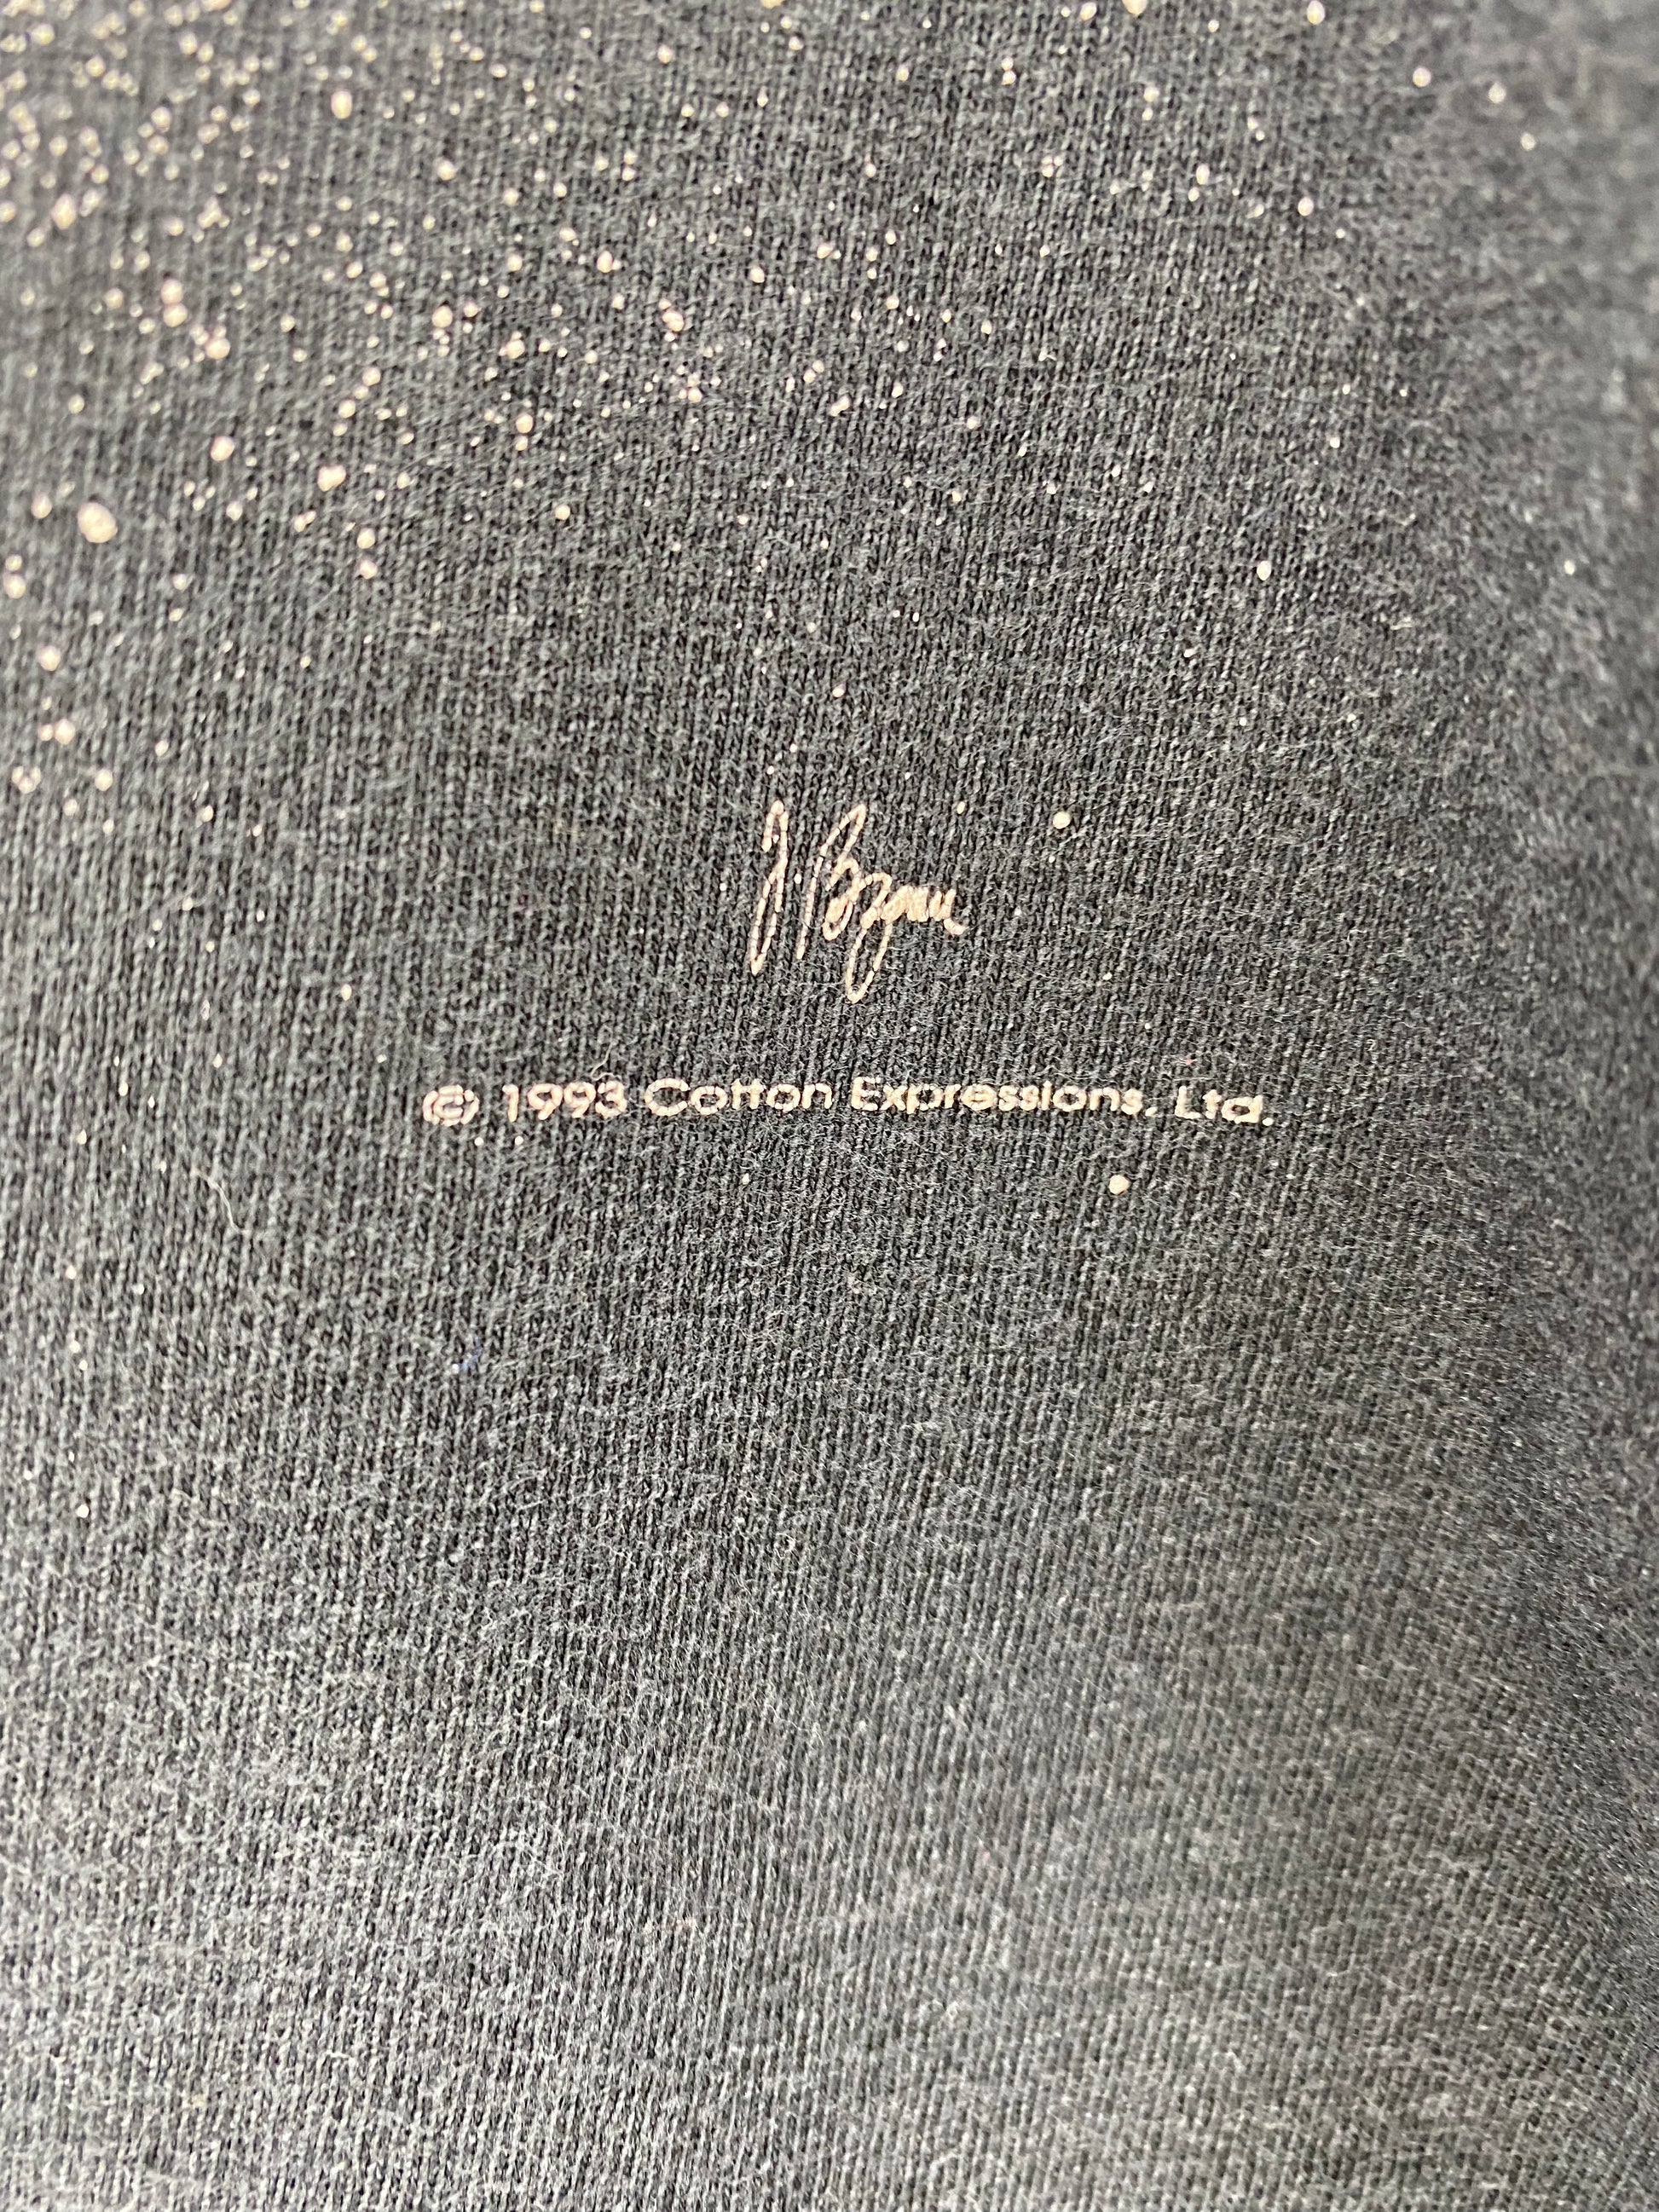 © 1993 Cotton Expressions, Ltd.